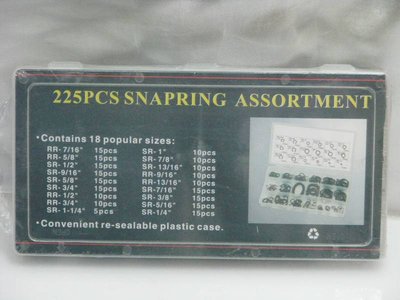 225PCS SNAPRING ASSORTMENT
•Contains 18 popular sizes:
RR-7/16" 15pcs SR-1" 10pcs
RR-5/8" 15pcs SR-7/8" 10pcs
SR-1/2" 15pcs SR-13/16" 10pcs
SR-9/16" 15pcs RR-9/16" 10pcs
SR-5/8" 15pcs RR-13/16" 10pcs
SR-3/4" 15pcs SR-7/16" 15pcs
RR-1/2" 10pcs SR-3/8" 15pcs
RR-3/4" 10pcs SR-5/16" 15pcs
SR-1-1/4" 5pcs SR-1/4" 15pcs
•Convenient re-sealable plastic case.